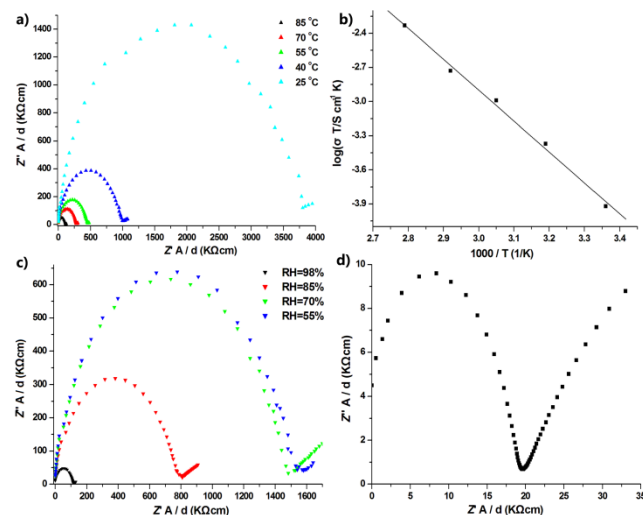 a)
85 °C
70 °C
55 °C
40 °C
25 °C
1400
1200
1000
800
600
400
200
0
Z'' A / d (KΩcm)
0 500 1000 1500 2000 2500 3000 3500 4000
Z' A / d (KΩcm)
b)
-2.4
-2.7
-3.0
-3.3
-3.6
-3.9
log(σ T/S cm⁻¹ K)
2.7 2.8 2.9 3.0 3.1 3.2 3.3 3.4
1000 / T (1/K)
c)
RH=98%
RH=85%
RH=70%
RH=55%
600
500
400
300
200
100
0
Z'' A / d (KΩcm)
0 200 400 600 800 1000 1200 1400 1600
Z' A / d (KΩcm)
d)
10
8
6
4
2
0
Z'' A / d (KΩcm)
0 5 10 15 20 25 30 35
Z' A / d (KΩcm)